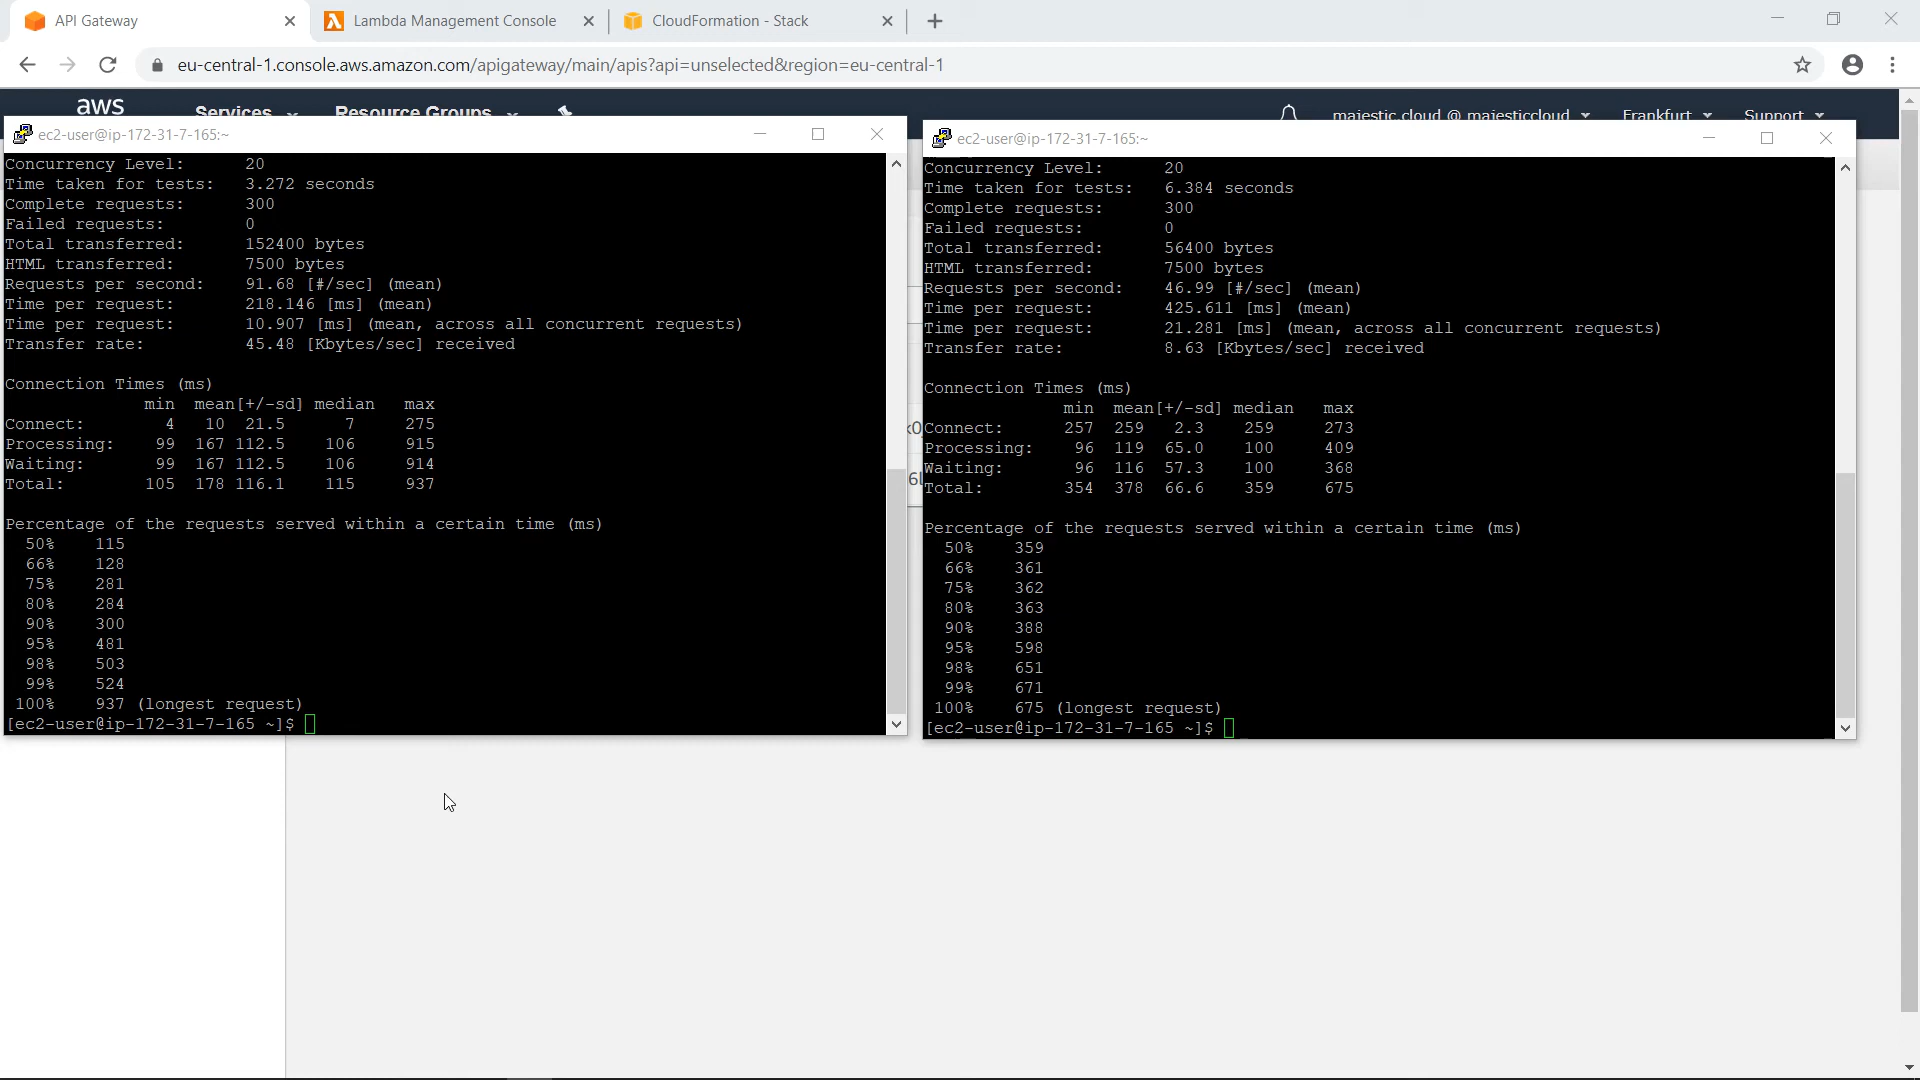 API Gateway
Lambda Management Console
CloudFormation - Stack
eu-central-1.console.aws.amazon.com/apigateway/main/apis?api=unselected&region=eu-central-1
aws Services Resource Groups majestic.cloud @ majesticcloud Frankfurt Support
ec2-user@ip-172-31-7-165:~
Concurrency Level: 20
Time taken for tests: 3.272 seconds
Complete requests: 300
Failed requests: 0
Total transferred: 152400 bytes
HTML transferred: 7500 bytes
Requests per second: 91.68 [#/sec] (mean)
Time per request: 218.146 [ms] (mean)
Time per request: 10.907 [ms] (mean, across all concurrent requests)
Transfer rate: 45.48 [Kbytes/sec] received
Connection Times (ms)
min mean[+/-sd] median max
Connect: 4 10 21.5 7 275
Processing: 99 167 112.5 106 915
Waiting: 99 167 112.5 106 914
Total: 105 178 116.1 115 937
Percentage of the requests served within a certain time (ms)
50% 115
66% 128
75% 281
80% 284
90% 300
95% 481
98% 503
99% 524
100% 937 (longest request)
[ec2-user@ip-172-31-7-165 ~]$
ec2-user@ip-172-31-7-165:~
Concurrency Level: 20
Time taken for tests: 6.384 seconds
Complete requests: 300
Failed requests: 0
Total transferred: 56400 bytes
HTML transferred: 7500 bytes
Requests per second: 46.99 [#/sec] (mean)
Time per request: 425.611 [ms] (mean)
Time per request: 21.281 [ms] (mean, across all concurrent requests)
Transfer rate: 8.63 [Kbytes/sec] received
Connection Times (ms)
min mean[+/-sd] median max
Connect: 257 259 2.3 259 273
Processing: 96 119 65.0 100 409
Waiting: 96 116 57.3 100 368
Total: 354 378 66.6 359 675
Percentage of the requests served within a certain time (ms)
50% 359
66% 361
75% 362
80% 363
90% 388
95% 598
98% 651
99% 671
100% 675 (longest request)
[ec2-user@ip-172-31-7-165 ~]$